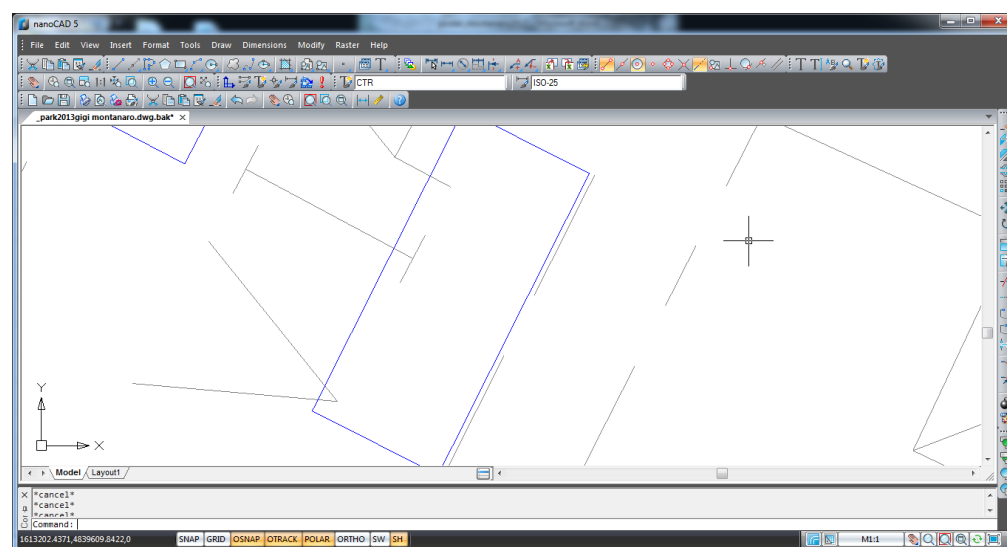 nanoCAD 5
File Edit View Insert Format Tools Draw Dimensions Modify Raster Help
CTR ISO-25
_park2013gigi montanaro.dwg.bak*
Y
X
Model Layout1
*cancel*
*cancel*
*cancel*
Command:
1613202.4371,4839609.8422,0 SNAP GRID OSNAP OTRACK POLAR ORTHO SW SH M1:1